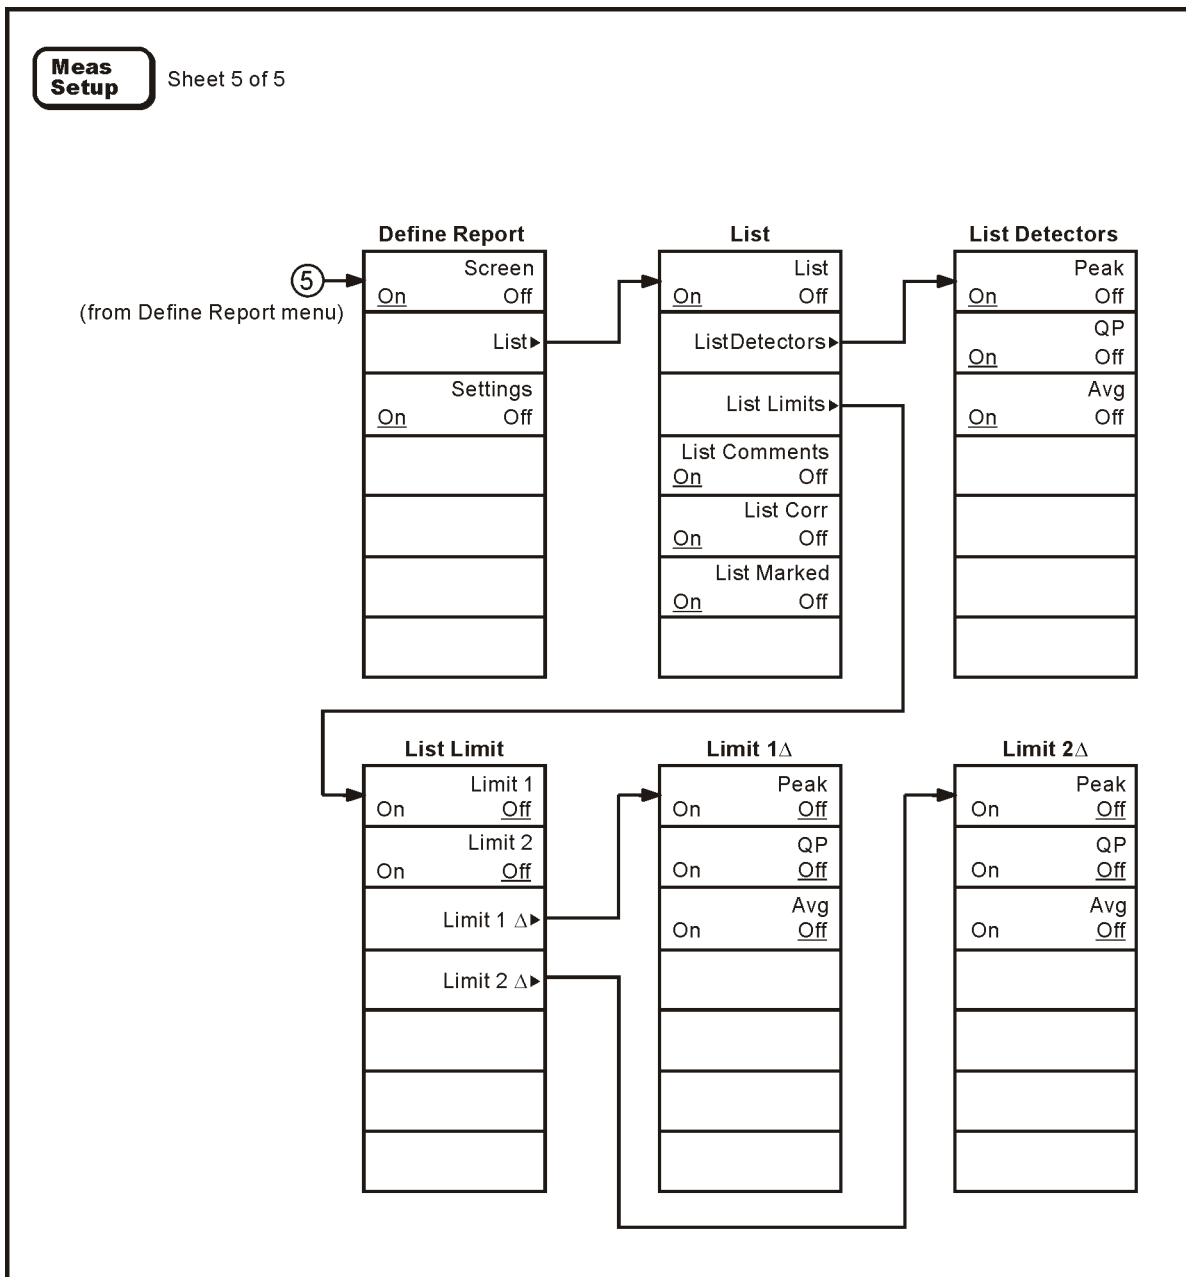 Meas
Setup
Sheet 5 of 5
Define Report
5
(from Define Report menu)
Screen
On Off
List▶
Settings
On Off
List
List
On Off
ListDetectors▶
List Limits▶
List Comments
On Off
List Corr
On Off
List Marked
On Off
List Detectors
Peak
On Off
QP
On Off
Avg
On Off
List Limit
Limit 1
On Off
Limit 2
On Off
Limit 1 Δ▶
Limit 2 Δ▶
Limit 1Δ
Peak
On Off
QP
On Off
Avg
On Off
Limit 2Δ
Peak
On Off
QP
On Off
Avg
On Off